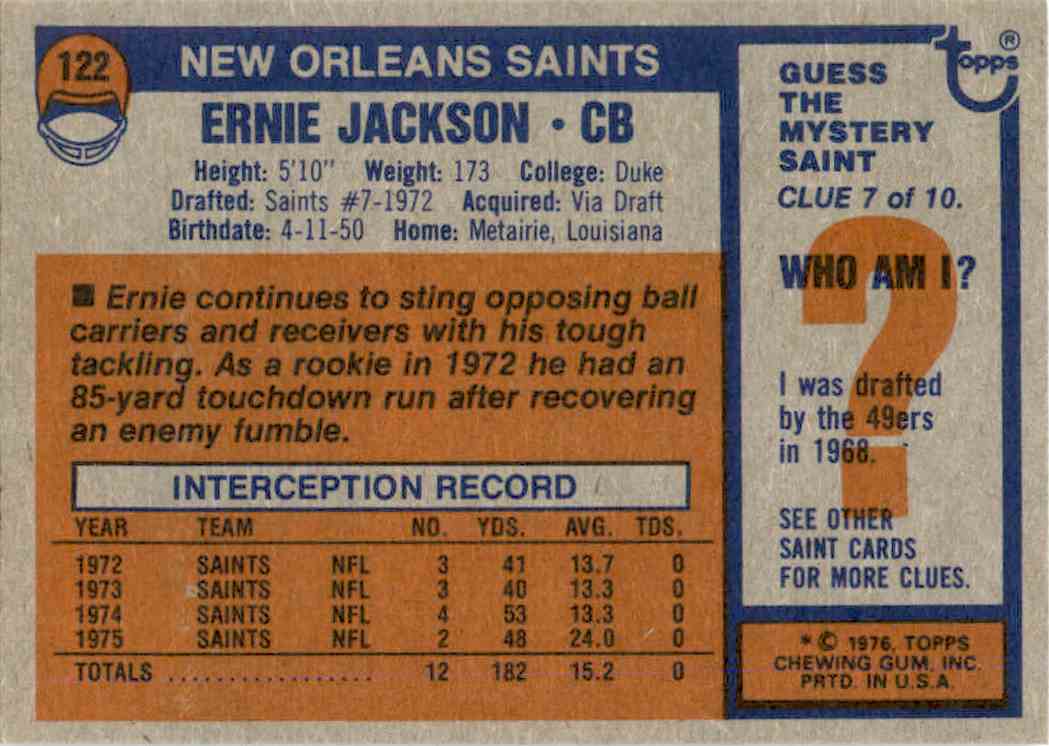 122
NEW ORLEANS SAINTS
ERNIE JACKSON • CB
Height: 5'10" Weight: 173 College: Duke
Drafted: Saints #7-1972 Acquired: Via Draft
Birthdate: 4-11-50 Home: Metairie, Louisiana
■ Ernie continues to sting opposing ball
carriers and receivers with his tough
tackling. As a rookie in 1972 he had an
85-yard touchdown run after recovering
an enemy fumble.
INTERCEPTION RECORD
YEAR TEAM NO. YDS. AVG. TDS.
1972 SAINTS NFL 3 41 13.7 0
1973 SAINTS NFL 3 40 13.3 0
1974 SAINTS NFL 4 53 13.3 0
1975 SAINTS NFL 2 48 24.0 0
TOTALS ................. 12 182 15.2 0
topps ®
GUESS
THE
MYSTERY
SAINT
CLUE 7 of 10.
WHO AM I?
?
I was drafted
by the 49ers
in 1968.
SEE OTHER
SAINT CARDS
FOR MORE CLUES.
* © 1976, TOPPS
CHEWING GUM, INC.
PRTD. IN U.S.A.